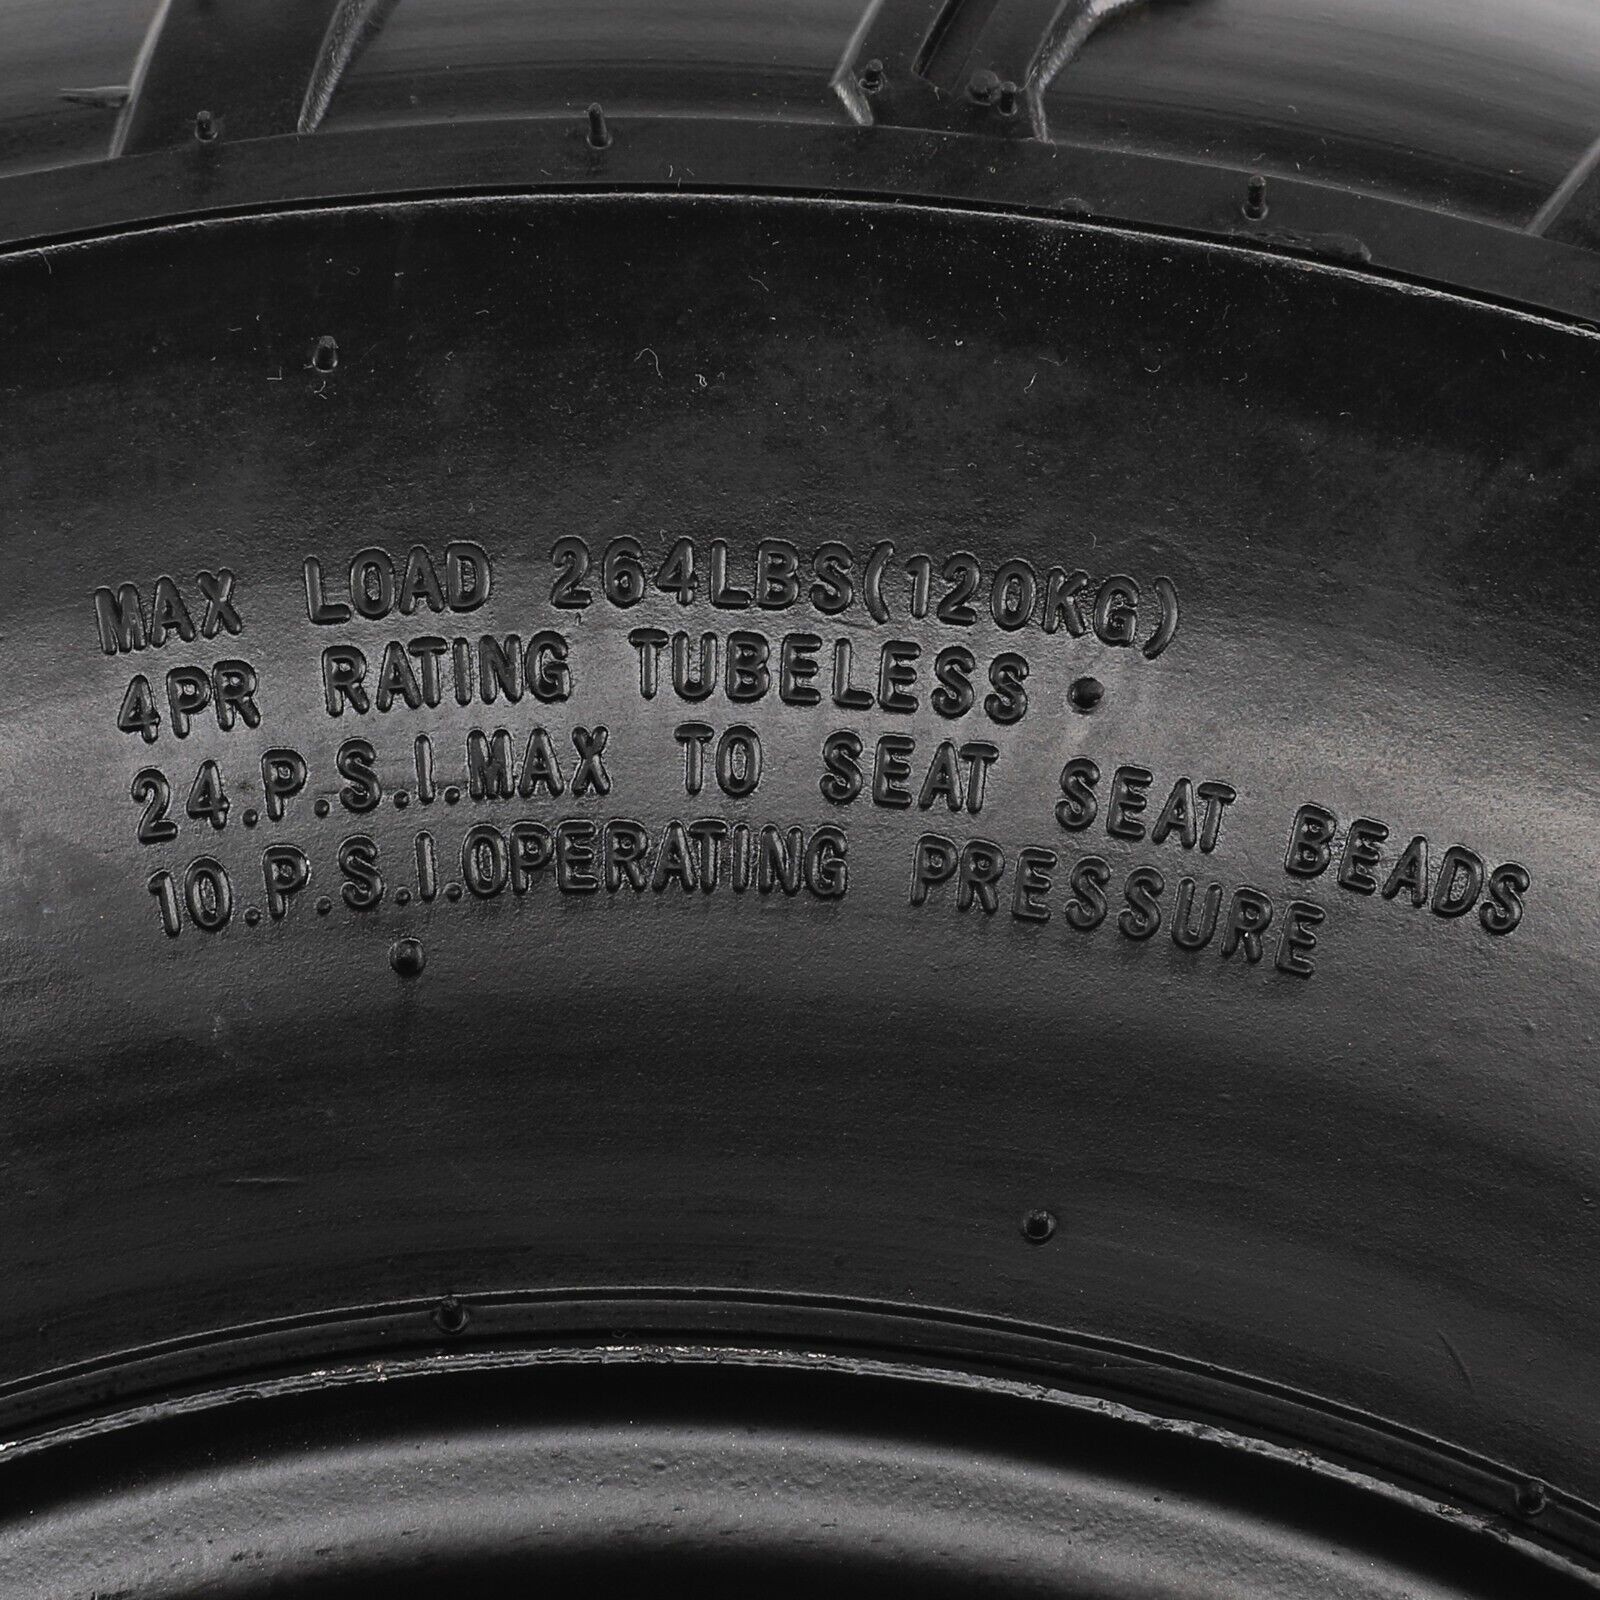 MAX LOAD 264LBS(120KG)
4PR RATING TUBELESS
24.P.S.I.MAX TO SEAT SEAT BEADS
10.P.S.I.OPERATING PRESSURE